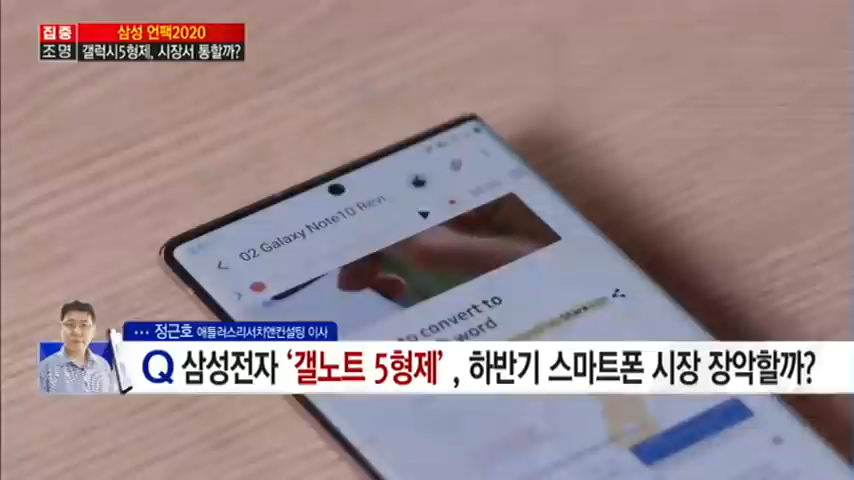 집중
조명
삼성 언팩2020
갤럭시5형제, 시장서 통할까?
02 Galaxy Note10 Revi
to convert to
word
··· 정근호 애틀러스리서치앤컨설팅 이사
Q 삼성전자 '갤노트 5형제', 하반기 스마트폰 시장 장악할까?